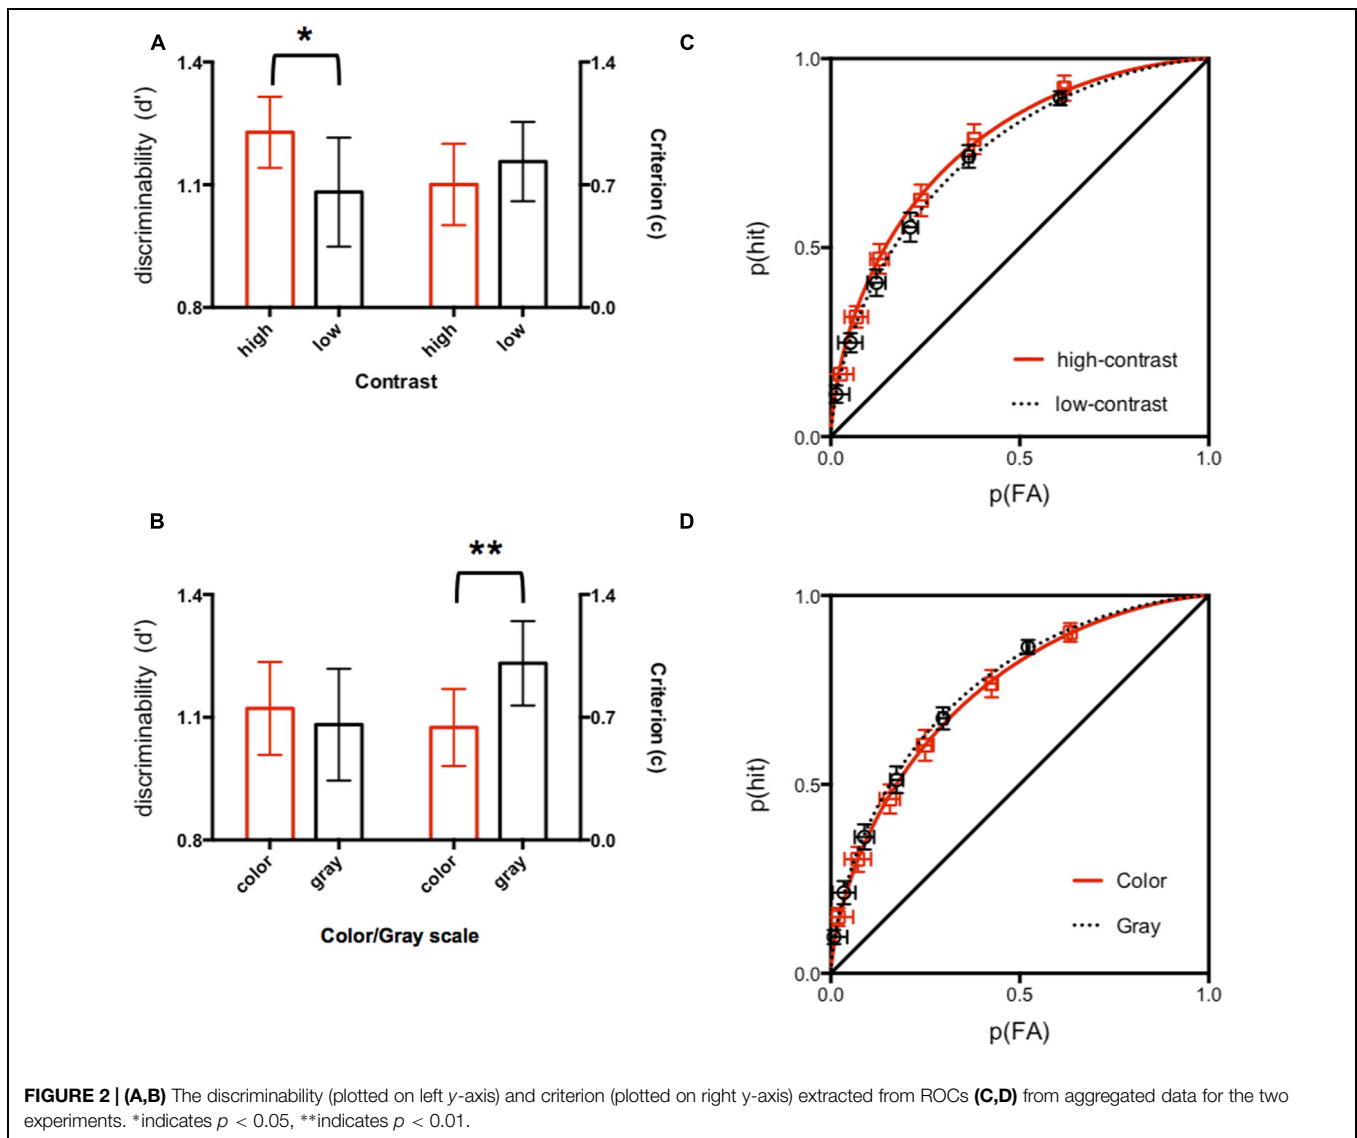 A
*
1.4
1.1
0.8
discriminability (d')
1.4
0.7
0.0
Criterion (c)
high
low
high
low
Contrast
C
1.0
0.5
0.0
p(hit)
high-contrast
low-contrast
0.0
0.5
1.0
p(FA)
B
**
1.4
1.1
0.8
discriminability (d')
1.4
0.7
0.0
Criterion (c)
color
gray
color
gray
Color/Gray scale
D
1.0
0.5
0.0
p(hit)
Color
Gray
0.0
0.5
1.0
p(FA)
FIGURE 2 | (A,B) The discriminability (plotted on left y-axis) and criterion (plotted on right y-axis) extracted from ROCs (C,D) from aggregated data for the two
experiments. *indicates p < 0.05, **indicates p < 0.01.